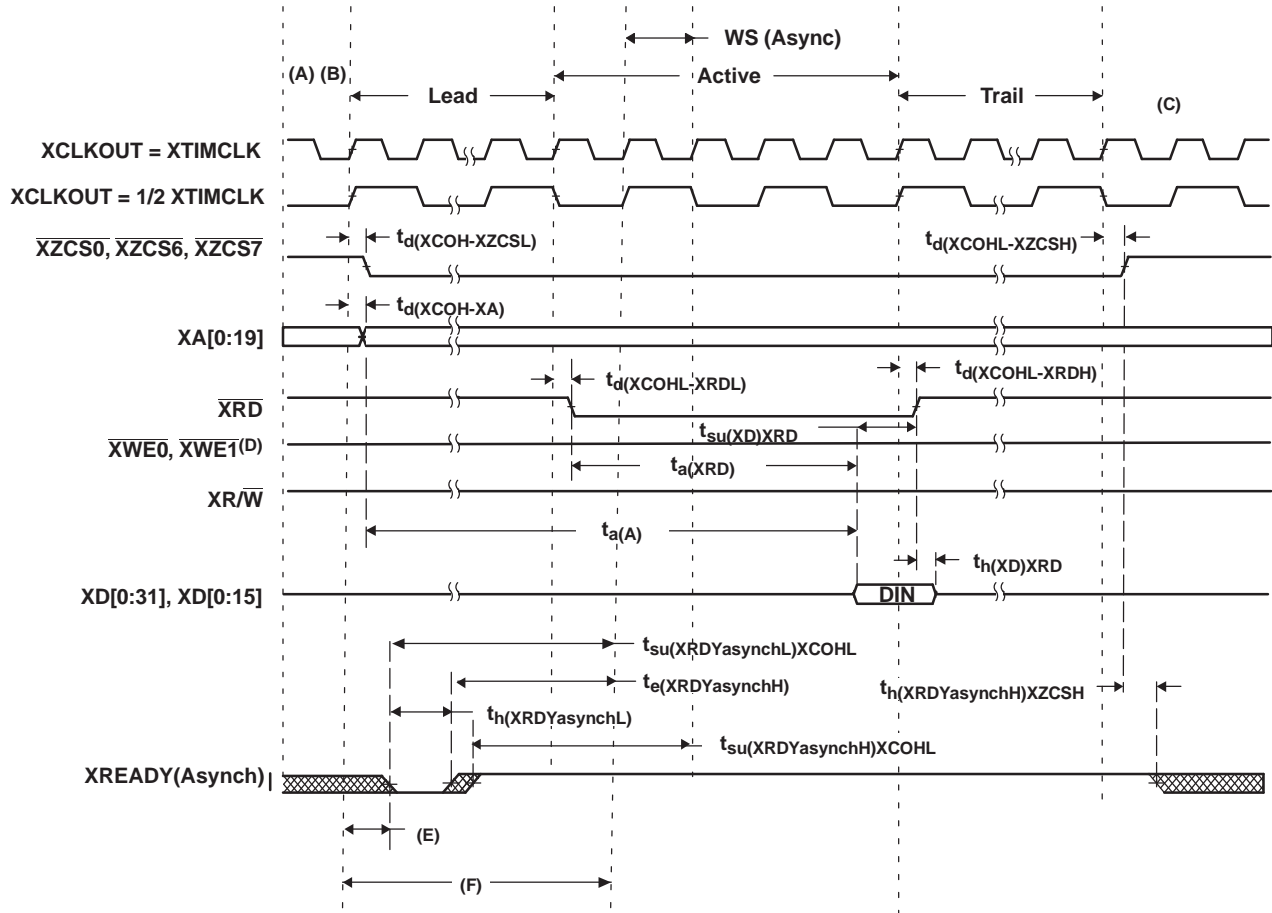 WS (Async)
(A) (B)
Active
Lead
Trail
(C)
XCLKOUT = XTIMCLK
XCLKOUT = 1/2 XTIMCLK
td(XCOH-XZCSL)
td(XCOHL-XZCSH)
XZCS0, XZCS6, XZCS7
td(XCOH-XA)
XA[0:19]
td(XCOHL-XRDL)
td(XCOHL-XRDH)
XRD
tsu(XD)XRD
XWE0, XWE1(D)
ta(XRD)
XR/W
ta(A)
th(XD)XRD
XD[0:31], XD[0:15]
DIN
tsu(XRDYasynchL)XCOHL
te(XRDYasynchH)
th(XRDYasynchH)XZCSH
th(XRDYasynchL)
tsu(XRDYasynchH)XCOHL
XREADY(Asynch)
(E)
(F)